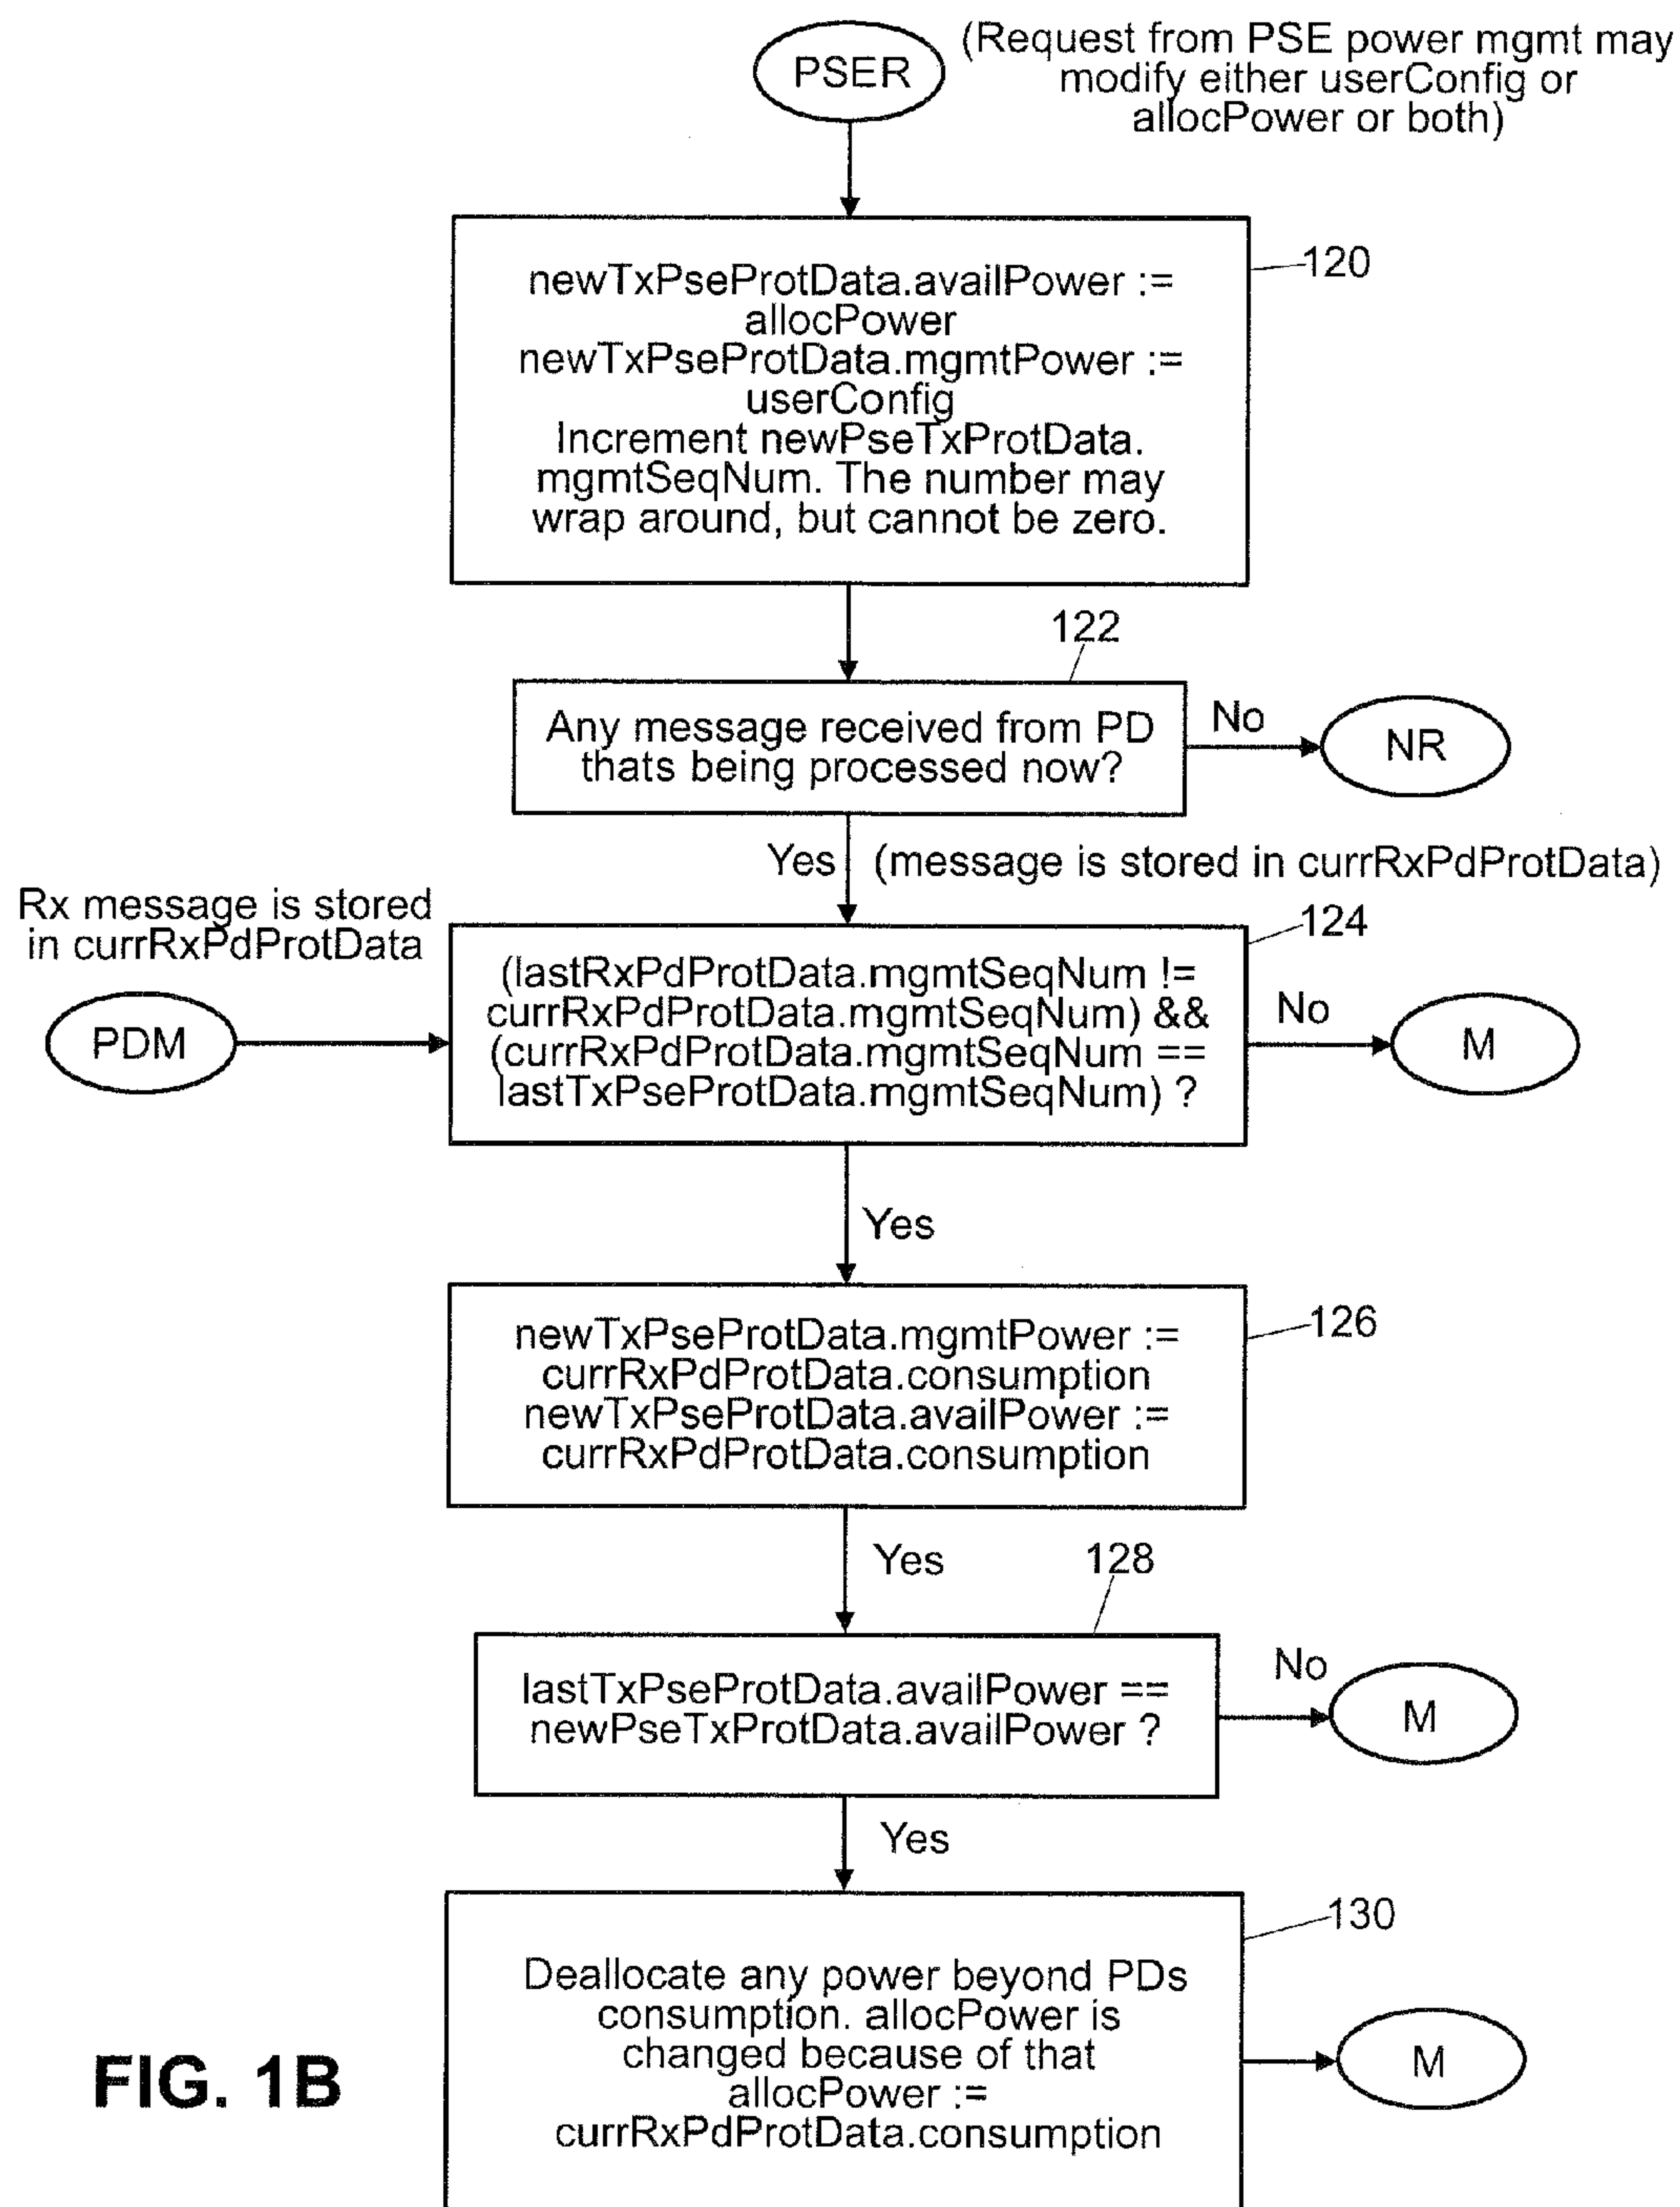 PSER
(Request from PSE power mgmt may
modify either userConfig or
allocPower or both)
120
newTxPseProtData.availPower :=
allocPower
newTxPseProtData.mgmtPower :=
userConfig
Increment newPseTxProtData.
mgmtSeqNum. The number may
wrap around, but cannot be zero.
122
Any message received from PD
thats being processed now?
No
NR
Yes
(message is stored in currRxPdProtData)
Rx message is stored
in currRxPdProtData
PDM
124
(lastRxPdProtData.mgmtSeqNum !=
currRxPdProtData.mgmtSeqNum) &&
(currRxPdProtData.mgmtSeqNum ==
lastTxPseProtData.mgmtSeqNum) ?
No
M
Yes
126
newTxPseProtData.mgmtPower :=
currRxPdProtData.consumption
newTxPseProtData.availPower :=
currRxPdProtData.consumption
Yes
128
lastTxPseProtData.availPower ==
newPseTxProtData.availPower ?
No
M
Yes
130
Deallocate any power beyond PDs
consumption. allocPower is
changed because of that
allocPower :=
currRxPdProtData.consumption
M
FIG. 1B